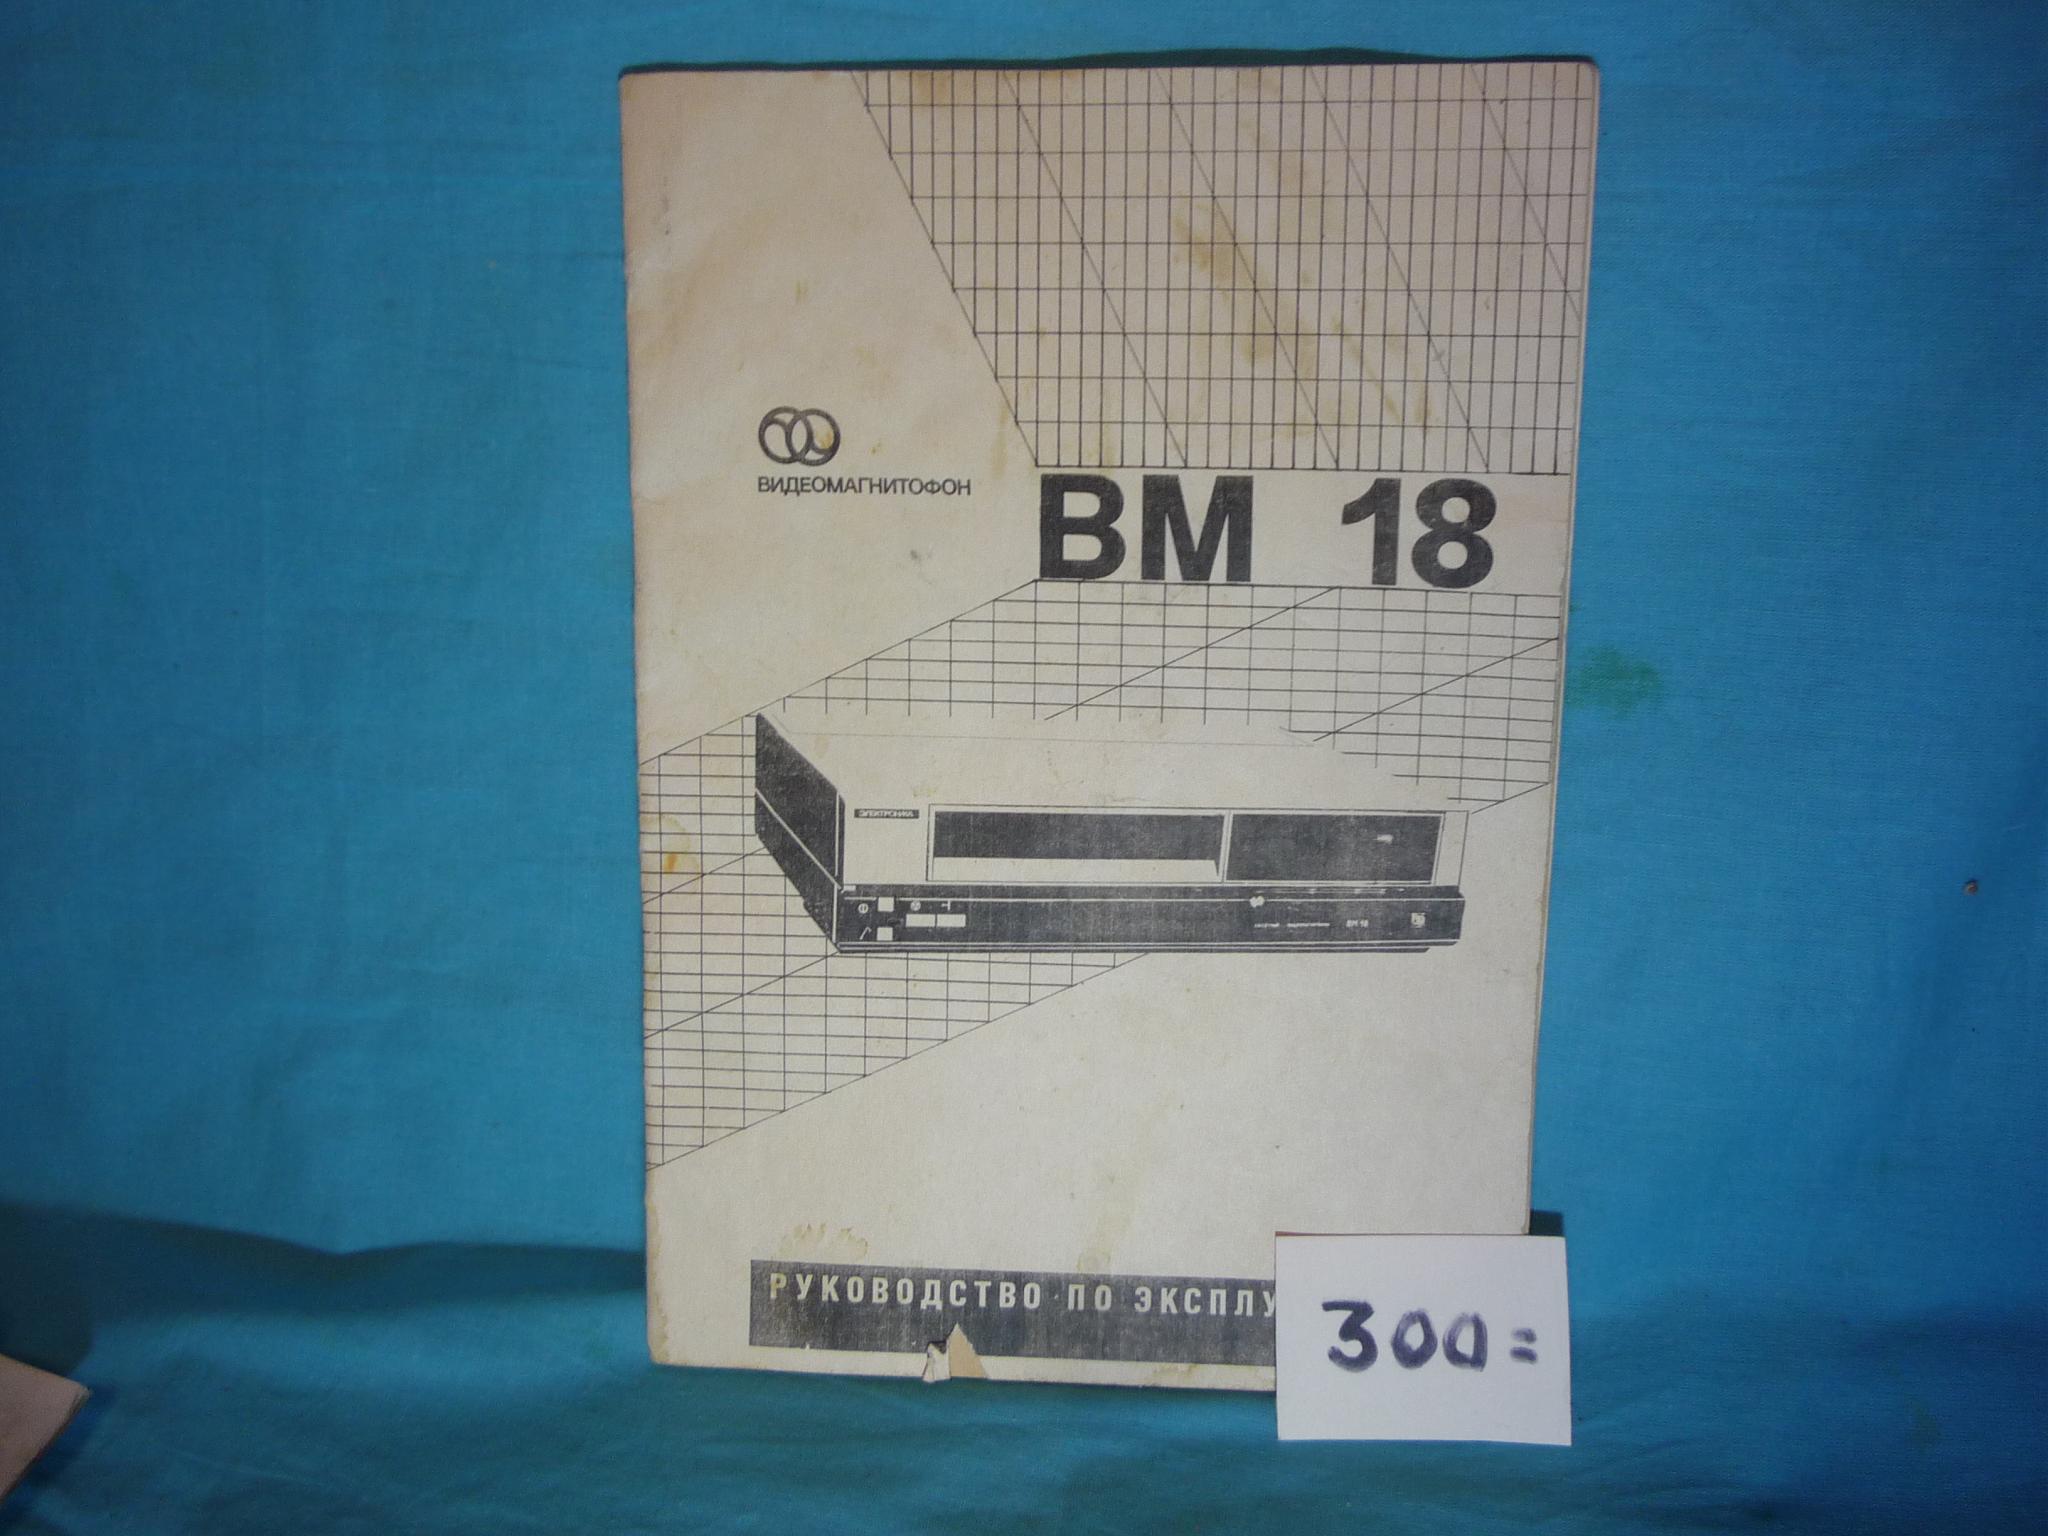 ВИДЕОМАГНИТОФОН
ВМ 18
ЭЛЕКТРОНИКА
ВМ 18
РУКОВОДСТВО ПО ЭКСПЛУ
300=